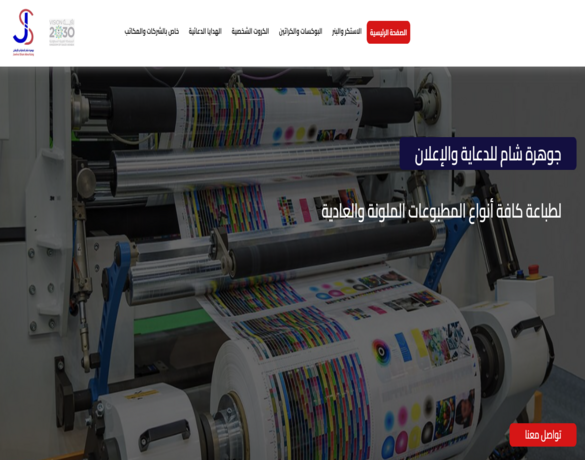 الصفحة الرئيسية
الاستكر والبنر
البوكسات والكراتين
الكروت الشخصية
الهدايا الدعائية
خاص بالشركات والمكاتب
2030
جوهرة شام للدعاية والإعلان
لطباعة كافة أنواع المطبوعات الملونة والعادية
تواصل معنا